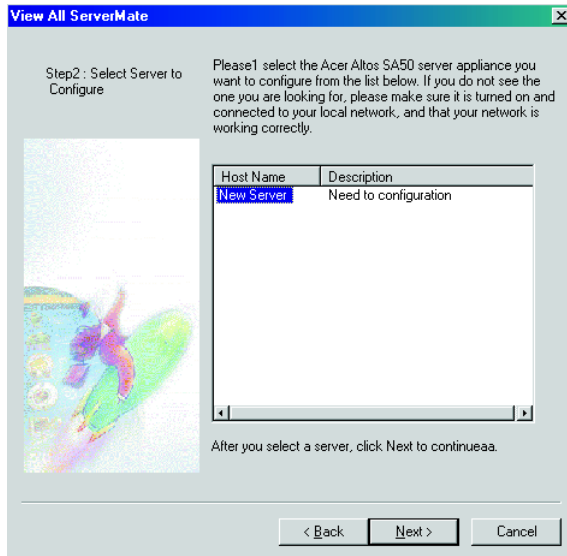 View All ServerMate
Step2 : Select Server to
Configure
Please1 select the Acer Altos SA50 server appliance you
want to configure from the list below. If you do not see the
one you are looking for, please make sure it is turned on and
connected to your local network, and that your network is
working correctly.
Host Name Description
New Server Need to configuration
After you select a server, click Next to continueaa.
< Back Next > Cancel